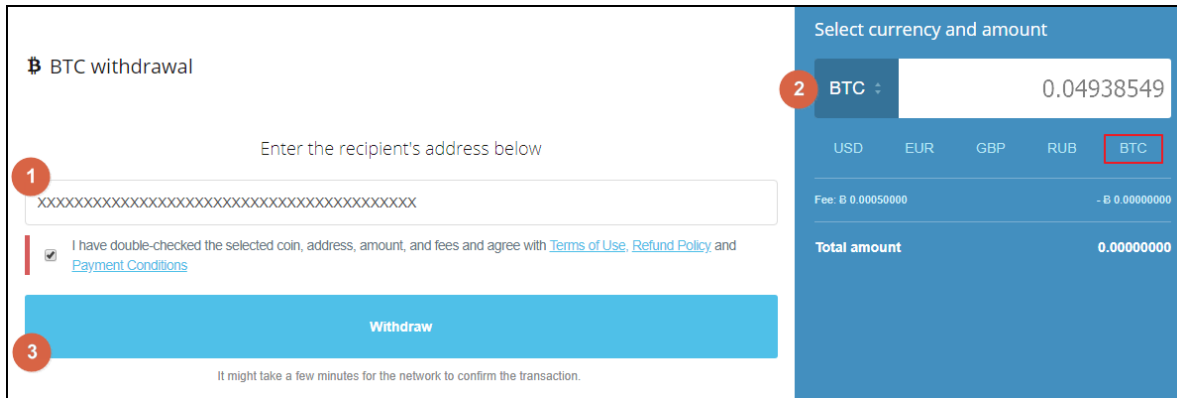 BTC withdrawal
Enter the recipient's address below
1
XXXXXXXXXXXXXXXXXXXXXXXXXXXXXXXXXXXXXXXXX
I have double-checked the selected coin, address, amount, and fees and agree with Terms of Use, Refund Policy and
Payment Conditions
Withdraw
3
It might take a few minutes for the network to confirm the transaction.
Select currency and amount
2
BTC 0.04938549
USD EUR GBP RUB BTC
Fee: Ƀ 0.00050000 - Ƀ 0.00000000
Total amount 0.00000000